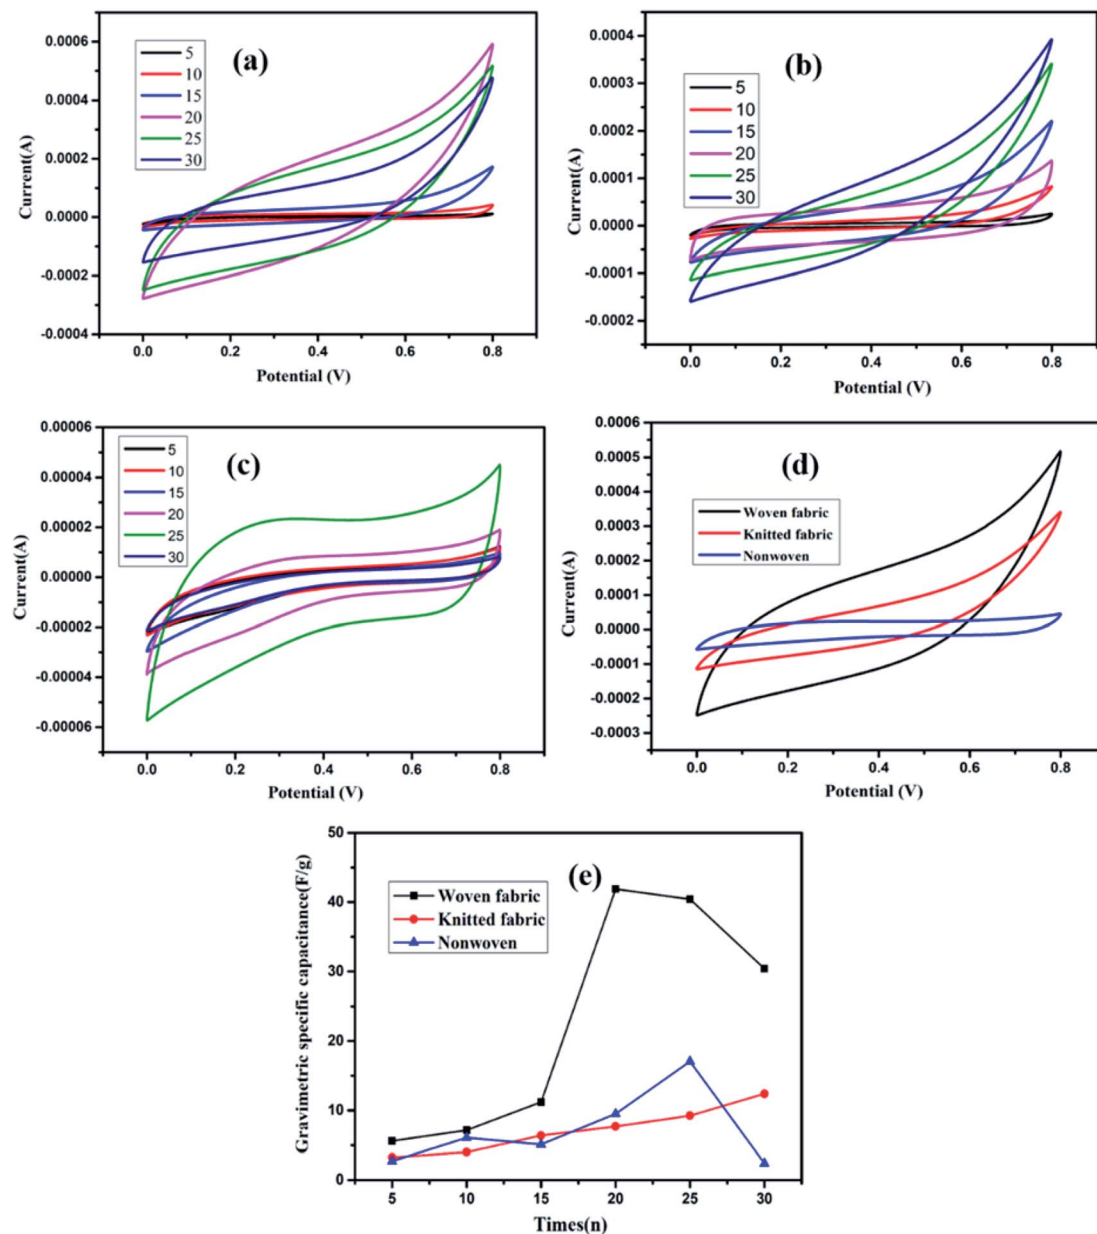 (a)
5
10
15
20
25
30
0.0006
0.0004
0.0002
0.0000
-0.0002
-0.0004
Current(A)
0.0 0.2 0.4 0.6 0.8
Potential (V)
(b)
5
10
15
20
25
30
0.0004
0.0003
0.0002
0.0001
0.0000
-0.0001
-0.0002
Current(A)
0.0 0.2 0.4 0.6 0.8
Potential (V)
(c)
5
10
15
20
25
30
0.00006
0.00004
0.00002
0.00000
-0.00002
-0.00004
-0.00006
Current(A)
0.0 0.2 0.4 0.6 0.8
Potential (V)
(d)
Woven fabric
Knitted fabric
Nonwoven
0.0006
0.0005
0.0004
0.0003
0.0002
0.0001
0.0000
-0.0001
-0.0002
-0.0003
Current(A)
0.0 0.2 0.4 0.6 0.8
Potential (V)
(e)
Woven fabric
Knitted fabric
Nonwoven
50
40
30
20
10
0
Gravimetric specific capacitance(F/g)
5 10 15 20 25 30
Times(n)